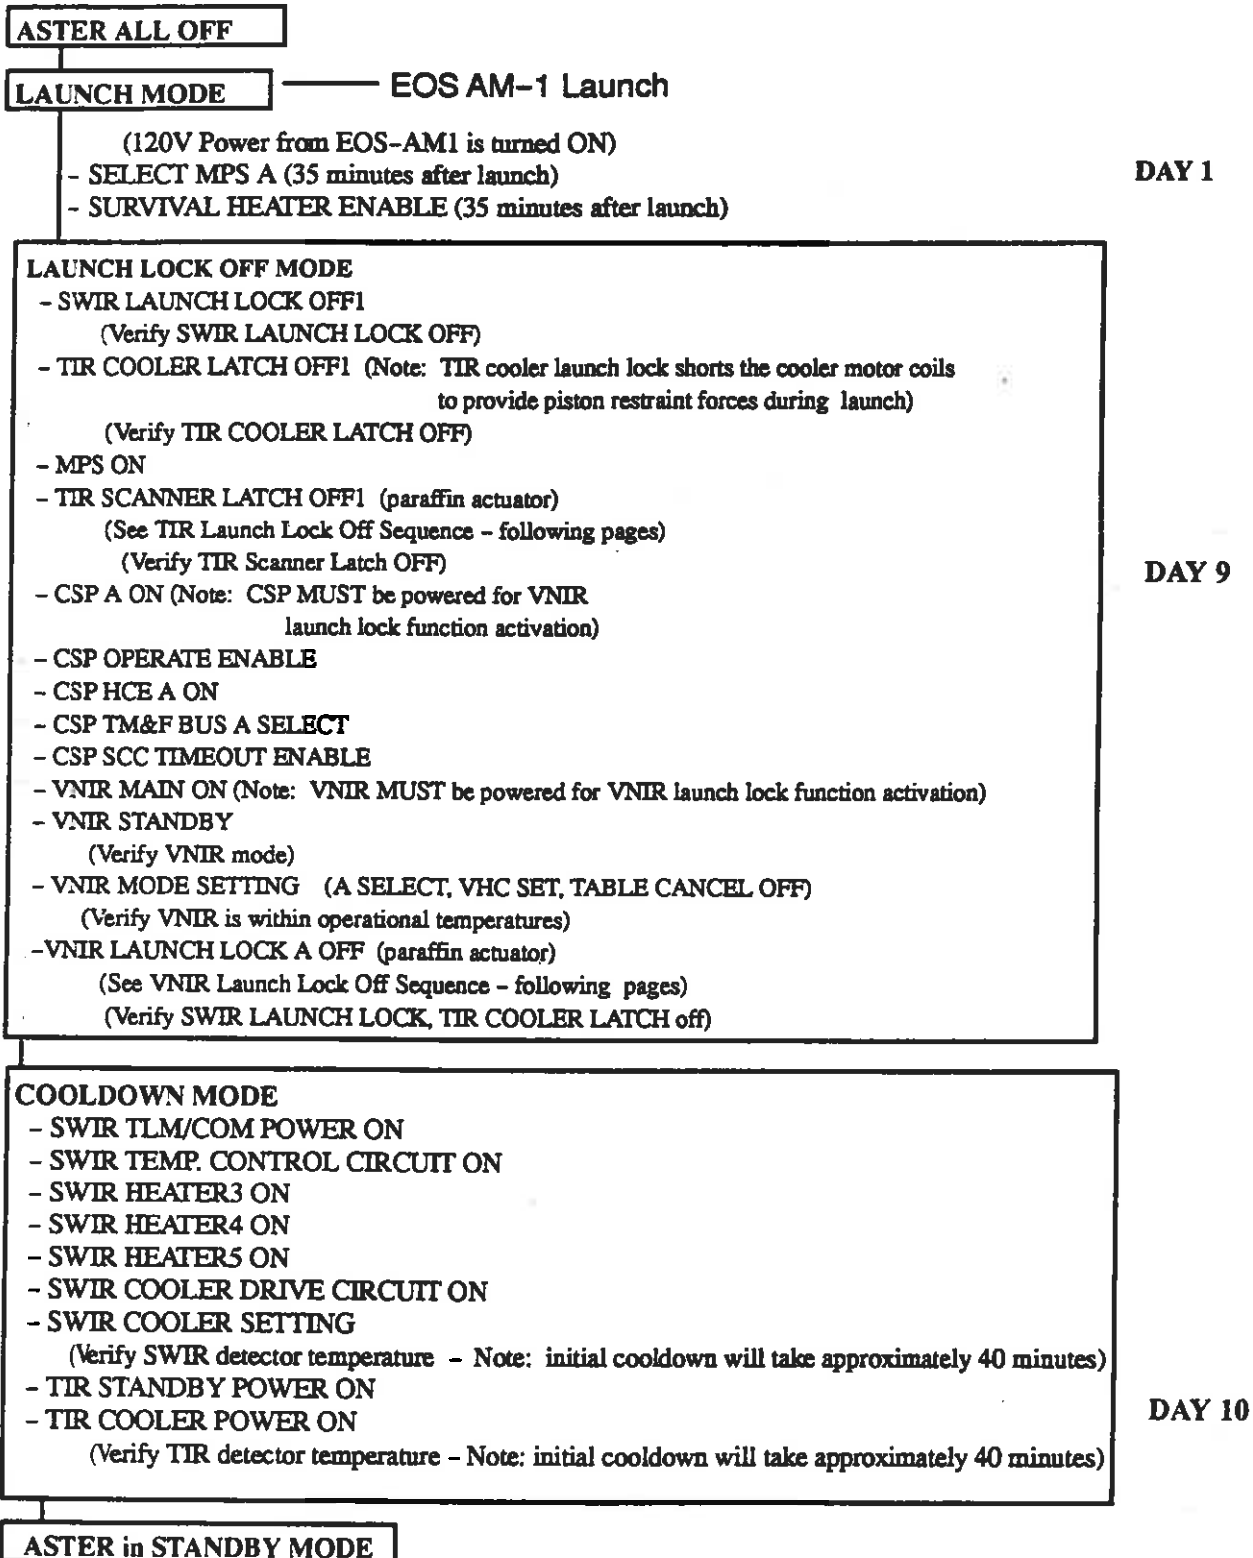 ASTER ALL OFF
LAUNCH MODE
EOS AM-1 Launch
(120V Power from EOS-AM1 is turned ON)
- SELECT MPS A (35 minutes after launch)
DAY 1
- SURVIVAL HEATER ENABLE (35 minutes after launch)
LAUNCH LOCK OFF MODE
- SWIR LAUNCH LOCK OFF1
(Verify SWIR LAUNCH LOCK OFF)
- TIR COOLER LATCH OFF1 (Note: TIR cooler launch lock shorts the cooler motor coils
to provide piston restraint forces during launch)
(Verify TIR COOLER LATCH OFF)
- MPS ON
- TIR SCANNER LATCH OFF1 (paraffin actuator)
(See TIR Launch Lock Off Sequence - following pages)
(Verify TIR Scanner Latch OFF)
DAY 9
- CSP A ON (Note: CSP MUST be powered for VNIR
launch lock function activation)
- CSP OPERATE ENABLE
- CSP HCE A ON
- CSP TM&F BUS A SELECT
- CSP SCC TIMEOUT ENABLE
- VNIR MAIN ON (Note: VNIR MUST be powered for VNIR launch lock function activation)
- VNIR STANDBY
(Verify VNIR mode)
- VNIR MODE SETTING (A SELECT, VHC SET, TABLE CANCEL OFF)
(Verify VNIR is within operational temperatures)
-VNIR LAUNCH LOCK A OFF (paraffin actuator)
(See VNIR Launch Lock Off Sequence - following pages)
(Verify SWIR LAUNCH LOCK, TIR COOLER LATCH off)
COOLDOWN MODE
- SWIR TLM/COM POWER ON
- SWIR TEMP. CONTROL CIRCUIT ON
- SWIR HEATER3 ON
- SWIR HEATER4 ON
- SWIR HEATER5 ON
- SWIR COOLER DRIVE CIRCUIT ON
- SWIR COOLER SETTING
(Verify SWIR detector temperature - Note: initial cooldown will take approximately 40 minutes)
- TIR STANDBY POWER ON
- TIR COOLER POWER ON
DAY 10
(Verify TIR detector temperature - Note: initial cooldown will take approximately 40 minutes)
ASTER in STANDBY MODE